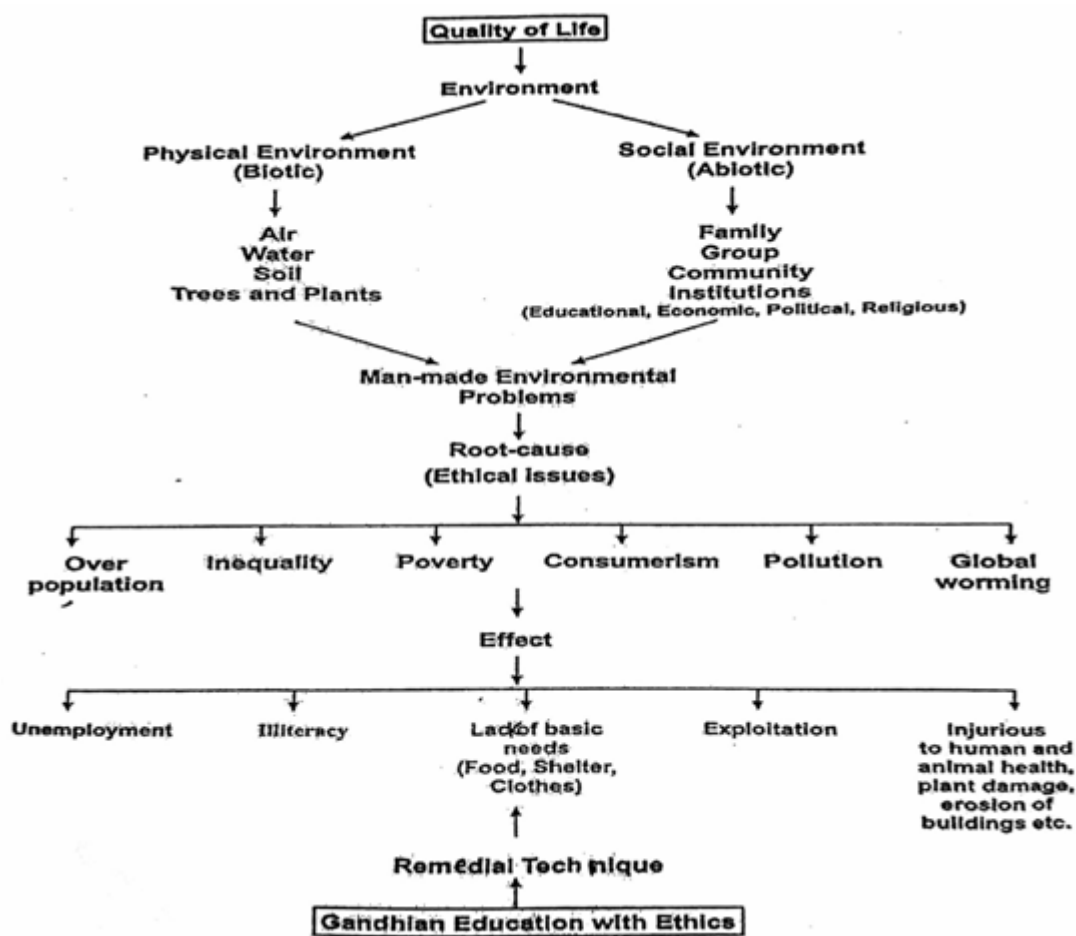 Quality of Life
Environment
Physical Environment
(Biotic)
Social Environment
(Abiotic)
Air
Water
Soil
Trees and Plants
Family
Group
Community
Institutions
(Educational, Economic, Political, Religious)
Man-made Environmental
Problems
Root-cause
(Ethical issues)
Over
population
Inequality
Poverty
Consumerism
Pollution
Global
worming
Effect
Unemployment
Illiteracy
Lack of basic
needs
(Food, Shelter,
Clothes)
Exploitation
Injurious
to human and
animal health,
plant damage,
erosion of
buildings etc.
Remedial Technique
Gandhian Education with Ethics